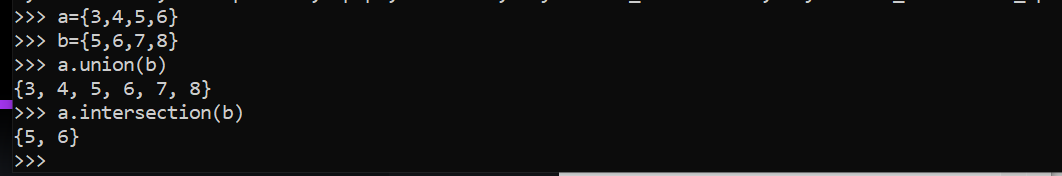 >>> a={3,4,5,6}
>>> b={5,6,7,8}
>>> a.union(b)
{3, 4, 5, 6, 7, 8}
>>> a.intersection(b)
{5, 6}
>>>